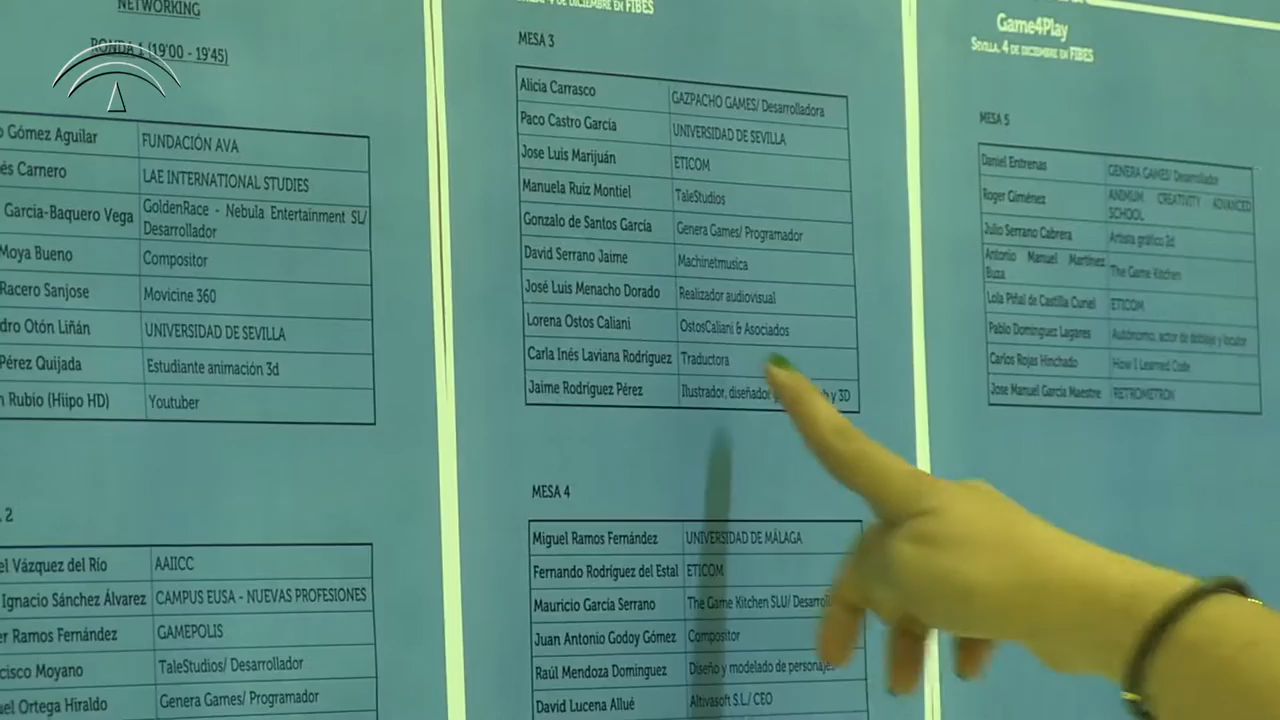 NETWORKING
RONDA 1 (19'00 - 19'45)
Gómez Aguilar FUNDACIÓN AVA
Carnero LAE INTERNATIONAL STUDIES
García-Baquero Vega GoldenRace - Nebula Entertainment SL/
Desarrollador
Moya Bueno Compositor
Racero Sanjose Movicine 360
Otón Liñán UNIVERSIDAD DE SEVILLA
Pérez Quijada Estudiante animación 3d
Rubio (Hiipo HD) Youtuber
2
Vázquez del Río AAIICC
Ignacio Sánchez Álvarez CAMPUS EUSA - NUEVAS PROFESIONES
Ramos Fernández GAMEPOLIS
Moyano TaleStudios/ Desarrollador
Ortega Hiraldo Genera Games/ Programador
4 DE DICIEMBRE EN FIBES
MESA 3
Alicia Carrasco GAZPACHO GAMES/ Desarrolladora
Paco Castro García UNIVERSIDAD DE SEVILLA
Jose Luis Marijuán ETICOM
Manuela Ruiz Montiel TaleStudios
Gonzalo de Santos García Genera Games/ Programador
David Serrano Jaime Machinetmusica
José Luis Menacho Dorado Realizador audiovisual
Lorena Ostos Caliani OstosCaliani & Asociados
Carla Inés Laviana Rodríguez Traductora
Jaime Rodríguez Pérez Ilustrador, diseñador y 3D
MESA 4
Miguel Ramos Fernández UNIVERSIDAD DE MÁLAGA
Fernando Rodríguez del Estal ETICOM
Mauricio García Serrano The Game Kitchen SLU/
Juan Antonio Godoy Gómez Compositor
Raúl Mendoza Domínguez Diseño y modelado de personajes
David Lucena Allué Altivasoft S.L./ CEO
Game4Play
SEVILLA, 4 DE DICIEMBRE EN FIBES
MESA 5
Daniel Entrenas GENERA GAMES/ Desarrollador
Roger Giménez ANIMUM CREATIVITY ADVANCED
SCHOOL
Julio Serrano Cabrera Artista gráfico 2d
Antonio Manuel Martínez
Buza The Game Kitchen
Lola Piñal de Castilla Curiel ETICOM
Pablo Domínguez Lagares Autónomo, actor de doblaje y locutor
Carlos Rojas Hinchado How I Learned Code
Jose Manuel García Maestre RETROMETRON